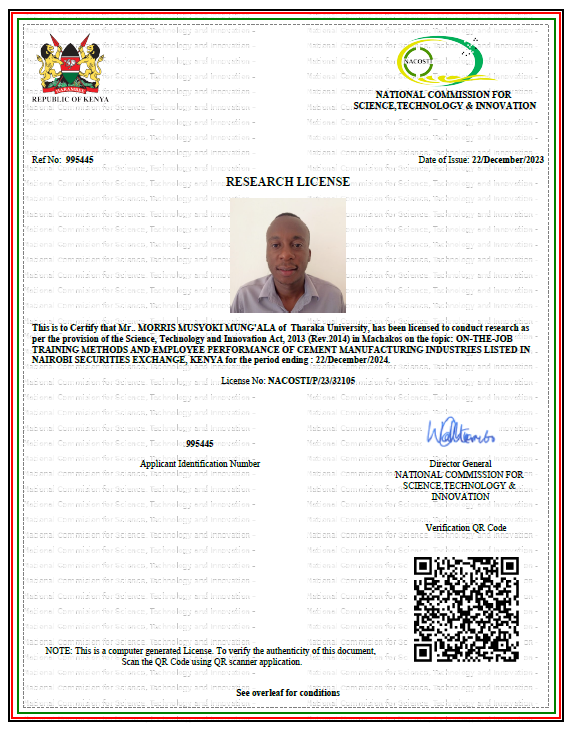 HARAMBEE
REPUBLIC OF KENYA
NACOSTI
NATIONAL COMMISSION FOR
SCIENCE,TECHNOLOGY & INNOVATION
Ref No: 995445
Date of Issue: 22/December/2023
RESEARCH LICENSE
This is to Certify that Mr.. MORRIS MUSYOKI MUNG'ALA of Tharaka University, has been licensed to conduct research as
per the provision of the Science, Technology and Innovation Act, 2013 (Rev.2014) in Machakos on the topic: ON-THE-JOB
TRAINING METHODS AND EMPLOYEE PERFORMANCE OF CEMENT MANUFACTURING INDUSTRIES LISTED IN
NAIROBI SECURITIES EXCHANGE, KENYA for the period ending : 22/December/2024.
License No: NACOSTI/P/23/32105
995445
Applicant Identification Number
Director General
NATIONAL COMMISSION FOR
SCIENCE,TECHNOLOGY &
INNOVATION
Verification QR Code
NOTE: This is a computer generated License. To verify the authenticity of this document,
Scan the QR Code using QR scanner application.
See overleaf for conditions